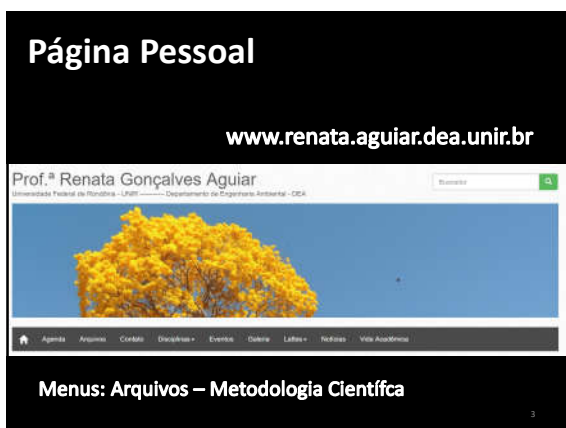 Página Pessoal
www.renata.aguiar.dea.unir.br
Prof.ª Renata Gonçalves Aguiar
Universidade Federal de Rondônia - UNIR ---------- Departamento de Engenharia Ambiental - DEA
Buscador
Agenda Arquivos Contato Disciplinas Eventos Galeria Lattes Notícias Vida Acadêmica
Menus: Arquivos – Metodologia Científca
3